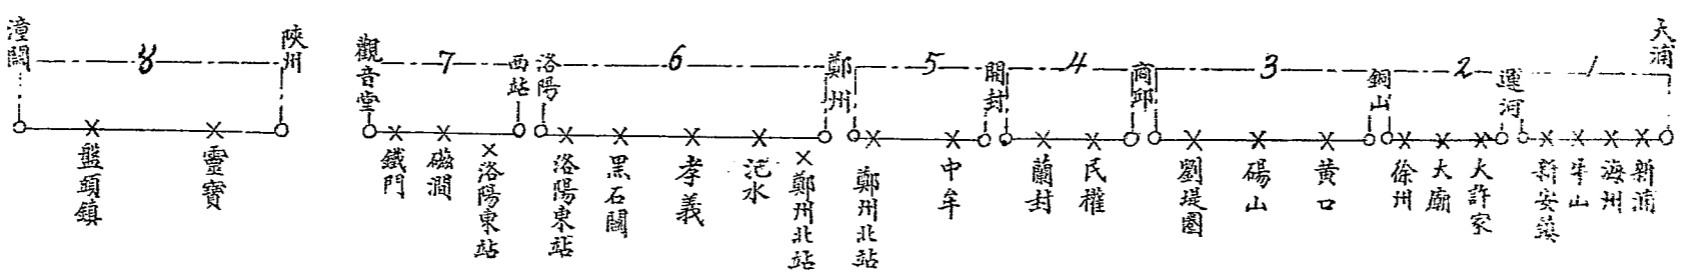 潼關
8
陝州
觀音堂
7
西站
洛陽
6
鄭州
5
開封
4
商邱
3
銅山
2
運河
1
大浦
盤頭鎮
靈寶
鐵門
磁澗
洛陽東站
洛陽東站
黑石關
孝義
汜水
鄭州北站
鄭州北站
中牟
蘭封
民權
劉堤圈
碭山
黃口
徐州
大廟
大許家
新安鎮
牛山
海州
新浦